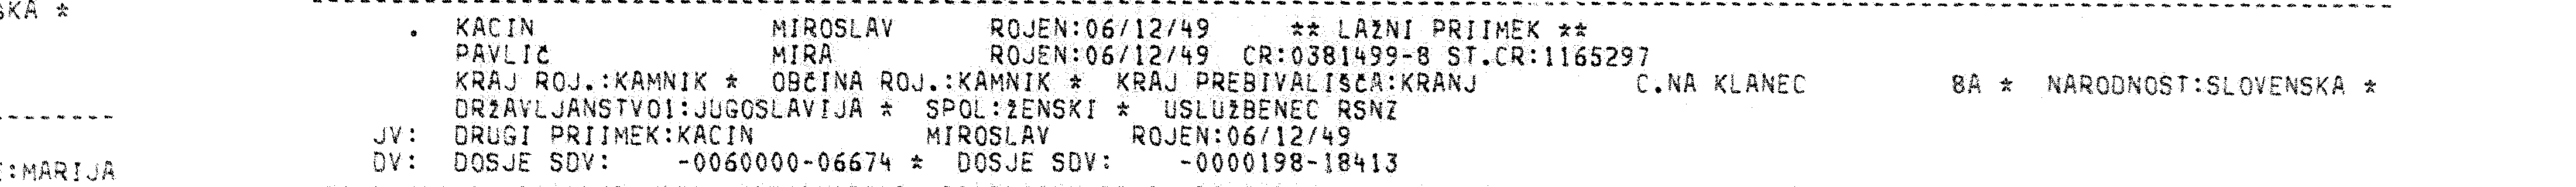 SKA *
. KACIN MIROSLAV ROJEN:06/12/49 ** LAŽNI PRIIMEK **
PAVLIČ MIRA ROJEN:06/12/49 CR:0381499-8 ST.CR:1165297
KRAJ ROJ.:KAMNIK * OBČINA ROJ.:KAMNIK * KRAJ PREBIVALIŠČA:KRANJ C.NA KLANEC 8A * NARODNOST:SLOVENSKA *
DRŽAVLJANSTVO1:JUGOSLAVIJA * SPOL:ŽENSKI * USLUŽBENEC RSNZ
JV: DRUGI PRIIMEK:KACIN MIROSLAV ROJEN:06/12/49
DV: DOSJE SDV: -0060000-06674 * DOSJE SDV: -0000198-18413
E:MARIJA